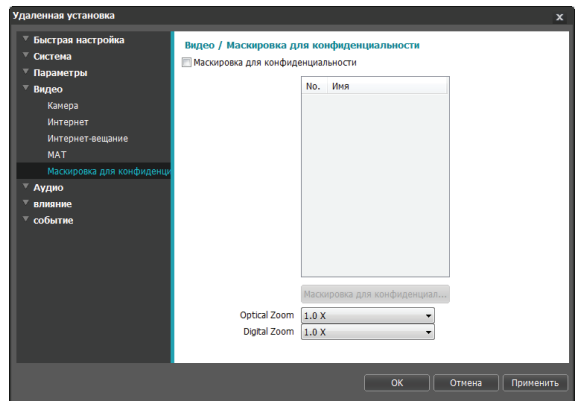 Удаленная установка
x
Быстрая настройка
Система
Параметры
Видео
Камера
Интернет
Интернет-вещание
MAT
Маскировка для конфиденци
Аудио
влияние
событие
Видео / Маскировка для конфиденциальности
Маскировка для конфиденциальности
No. Имя
Маскировка для конфиденциал...
Optical Zoom 1.0 X
Digital Zoom 1.0 X
OK Отмена Применить